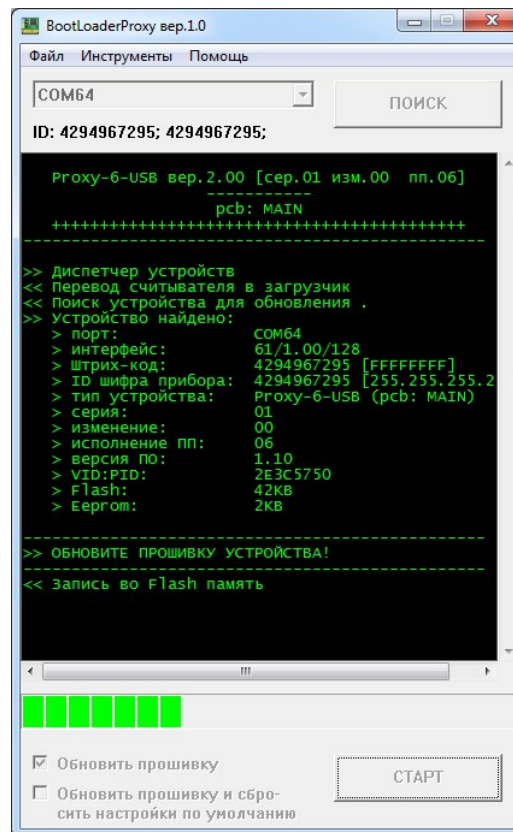 BootLoaderProxy вер.1.0
Файл Инструменты Помощь
COM64
ПОИСК
ID: 4294967295; 4294967295;
Proxy-6-USB вер.2.00 [сер.01 изм.00 пп.06]
-----------
pcb: MAIN
+++++++++++++++++++++++++++++++++++++++++++
------------------------------------------------
>> Диспетчер устройств
<< Перевод считывателя в загрузчик
<< Поиск устройства для обновления .
>> Устройство найдено:
> порт: COM64
> интерфейс: 61/1.00/128
> Штрих-код: 4294967295 [FFFFFFFF]
> ID шифра прибора: 4294967295 [255.255.255.2
> тип устройства: Proxy-6-USB (pcb: MAIN)
> серия: 01
> изменение: 00
> исполнение ПП: 06
> версия ПО: 1.10
> VID:PID: 2E3C5750
> Flash: 42KB
> Eeprom: 2KB
------------------------------------------------
>> ОБНОВИТЕ ПРОШИВКУ УСТРОЙСТВА!
------------------------------------------------
<< Запись во Flash память
Обновить прошивку
СТАРТ
Обновить прошивку и сбро-
сить настройки по умолчанию